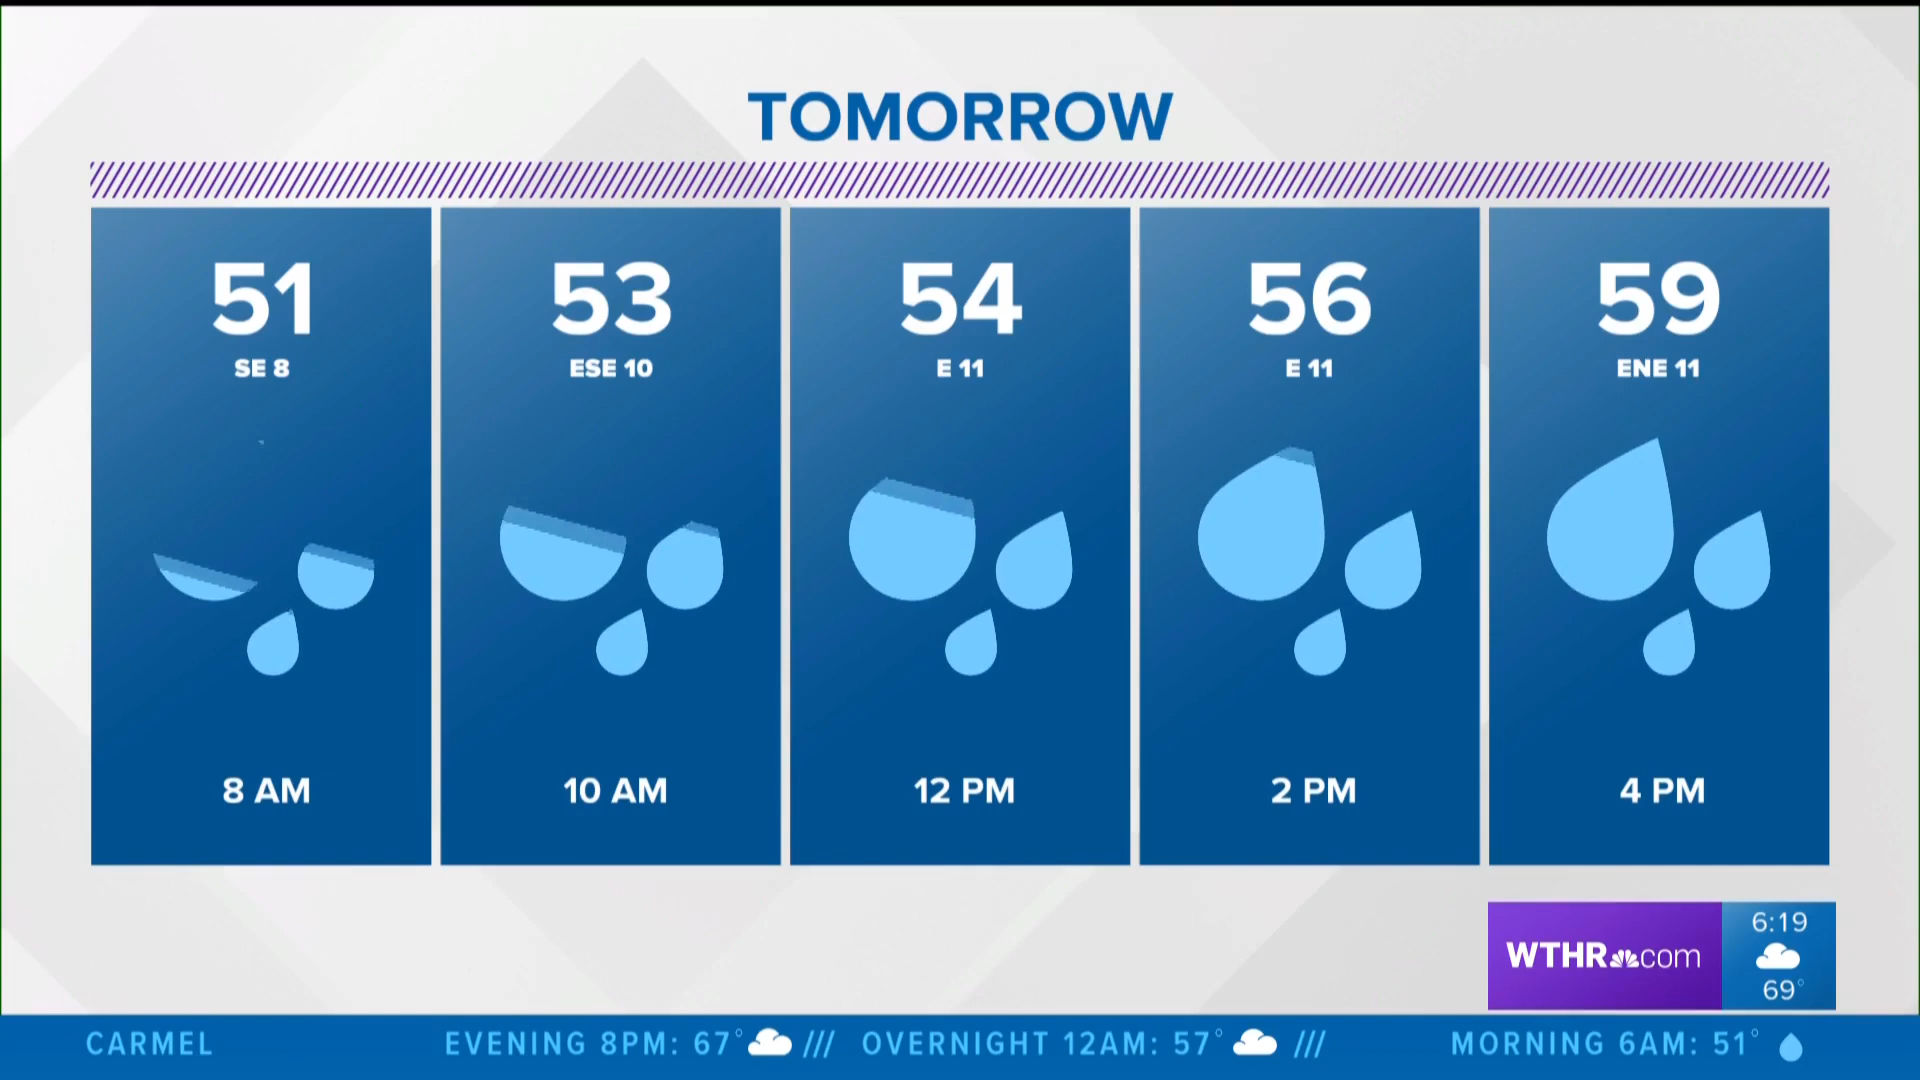 TOMORROW
51 53 54 56 59
SE 8 ESE 10 E 11 E 11 ENE 11
8 AM 10 AM 12 PM 2 PM 4 PM
WTHR.com
6:19
69°
CARMEL EVENING 8PM: 67° /// OVERNIGHT 12AM: 57° /// MORNING 6AM: 51°